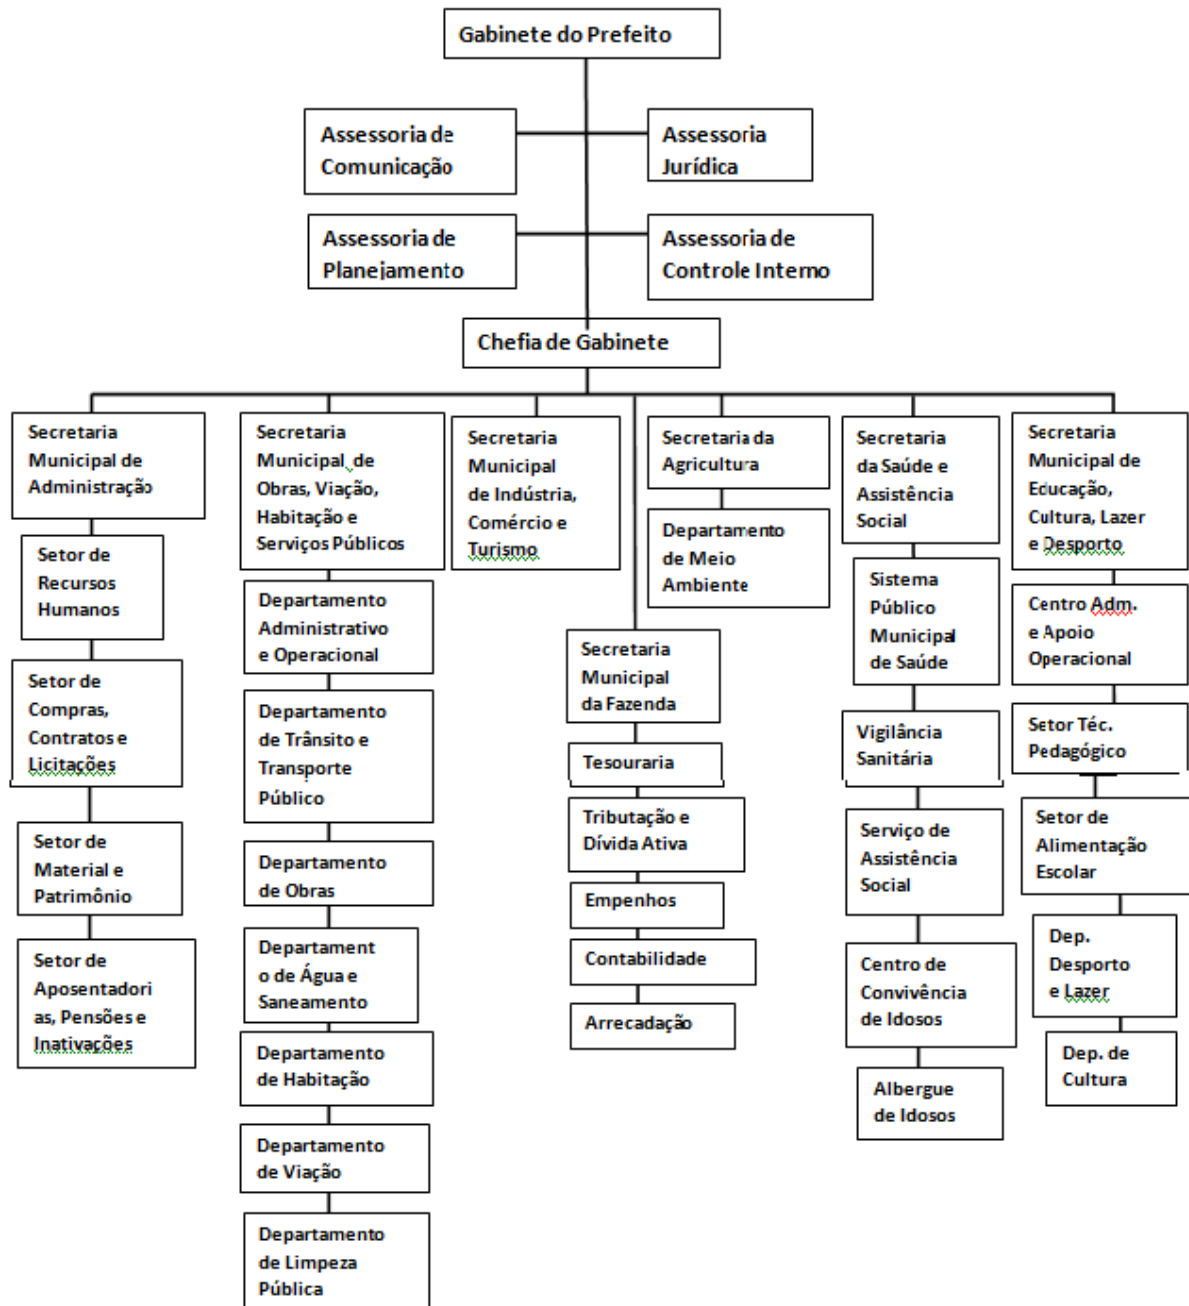 Gabinete do Prefeito
Assessoria de
Comunicação
Assessoria
Jurídica
Assessoria de
Planejamento
Assessoria de
Controle Interno
Chefia de Gabinete
Secretaria
Municipal de
Administração
Setor de
Recursos
Humanos
Setor de
Compras,
Contratos e
Licitações
Setor de
Material e
Patrimônio
Setor de
Aposentadori
as, Pensões e
Inativações
Secretaria
Municipal de
Obras, Viação,
Habitação e
Serviços Públicos
Departamento
Administrativo
e Operacional
Departamento
de Trânsito e
Transporte
Público
Departamento
de Obras
Departament
o de Água e
Saneamento
Departamento
de Habitação
Departamento
de Viação
Departamento
de Limpeza
Pública
Secretaria
Municipal
de Indústria,
Comércio e
Turismo
Secretaria
Municipal
da Fazenda
Tesouraria
Tributação e
Dívida Ativa
Empenhos
Contabilidade
Arrecadação
Secretaria da
Agricultura
Departamento
de Meio
Ambiente
Secretaria
da Saúde e
Assistência
Social
Sistema
Público
Municipal
de Saúde
Vigilância
Sanitária
Serviço de
Assistência
Social
Centro de
Convivência
de Idosos
Albergue
de Idosos
Secretaria
Municipal de
Educação,
Cultura, Lazer
e Desporto
Centro Adm.
e Apoio
Operacional
Setor Téc.
Pedagógico
Setor de
Alimentação
Escolar
Dep.
Desporto
e Lazer
Dep. de
Cultura